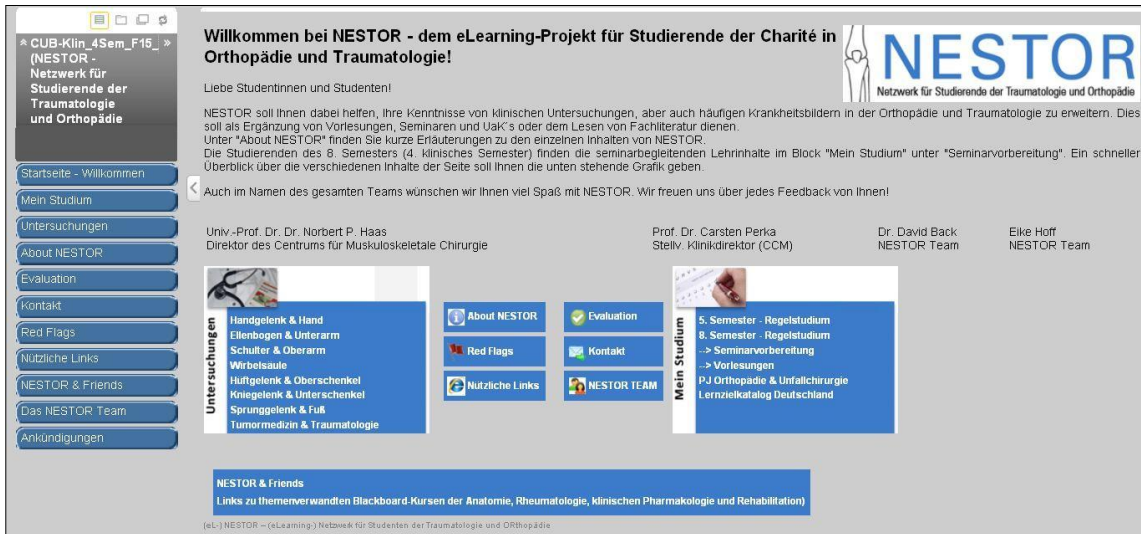 CUB-Klin_4Sem_F15_
(NESTOR -
Netzwerk für
Studierende der
Traumatologie
und Orthopädie
Startseite - Willkommen
Mein Studium
Untersuchungen
About NESTOR
Evaluation
Kontakt
Red Flags
Nützliche Links
NESTOR & Friends
Das NESTOR Team
Ankündigungen
Willkommen bei NESTOR - dem eLearning-Projekt für Studierende der Charité in
Orthopädie und Traumatologie!
NESTOR
Netzwerk für Studierende der Traumatologie und Orthopädie
Liebe Studentinnen und Studenten!
NESTOR soll Ihnen dabei helfen, Ihre Kenntnisse von klinischen Untersuchungen, aber auch häufigen Krankheitsbildern in der Orthopädie und Traumatologie zu erweitern. Dies
soll als Ergänzung von Vorlesungen, Seminaren und UaK´s oder dem Lesen von Fachliteratur dienen.
Unter "About NESTOR" finden Sie kurze Erläuterungen zu den einzelnen Inhalten von NESTOR.
Die Studierenden des 8. Semesters (4. klinisches Semester) finden die seminarbegleitenden Lehrinhalte im Block "Mein Studium" unter "Seminarvorbereitung". Ein schneller
Überblick über die verschiedenen Inhalte der Seite soll Ihnen die unten stehende Grafik geben.
Auch im Namen des gesamten Teams wünschen wir Ihnen viel Spaß mit NESTOR. Wir freuen uns über jedes Feedback von Ihnen!
Univ.-Prof. Dr. Dr. Norbert P. Haas
Direktor des Centrums für Muskuloskeletale Chirurgie
Prof. Dr. Carsten Perka
Stellv. Klinikdirektor (CCM)
Dr. David Back
NESTOR Team
Eike Hoff
NESTOR Team
Untersuchungen
Handgelenk & Hand
Ellenbogen & Unterarm
Schulter & Oberarm
Wirbelsäule
Hüftgelenk & Oberschenkel
Kniegelenk & Unterschenkel
Sprunggelenk & Fuß
Tumormedizin & Traumatologie
About NESTOR
Evaluation
Red Flags
Kontakt
Nützliche Links
NESTOR TEAM
Mein Studium
5. Semester - Regelstudium
8. Semester - Regelstudium
--> Seminarvorbereitung
--> Vorlesungen
PJ Orthopädie & Unfallchirurgie
Lernzielkatalog Deutschland
NESTOR & Friends
Links zu themenverwandten Blackboard-Kursen der Anatomie, Rheumatologie, klinischen Pharmakologie und Rehabilitation)
(eL-) NESTOR – (eLearning-) Netzwerk für Studenten der Traumatologie und ORthopädie